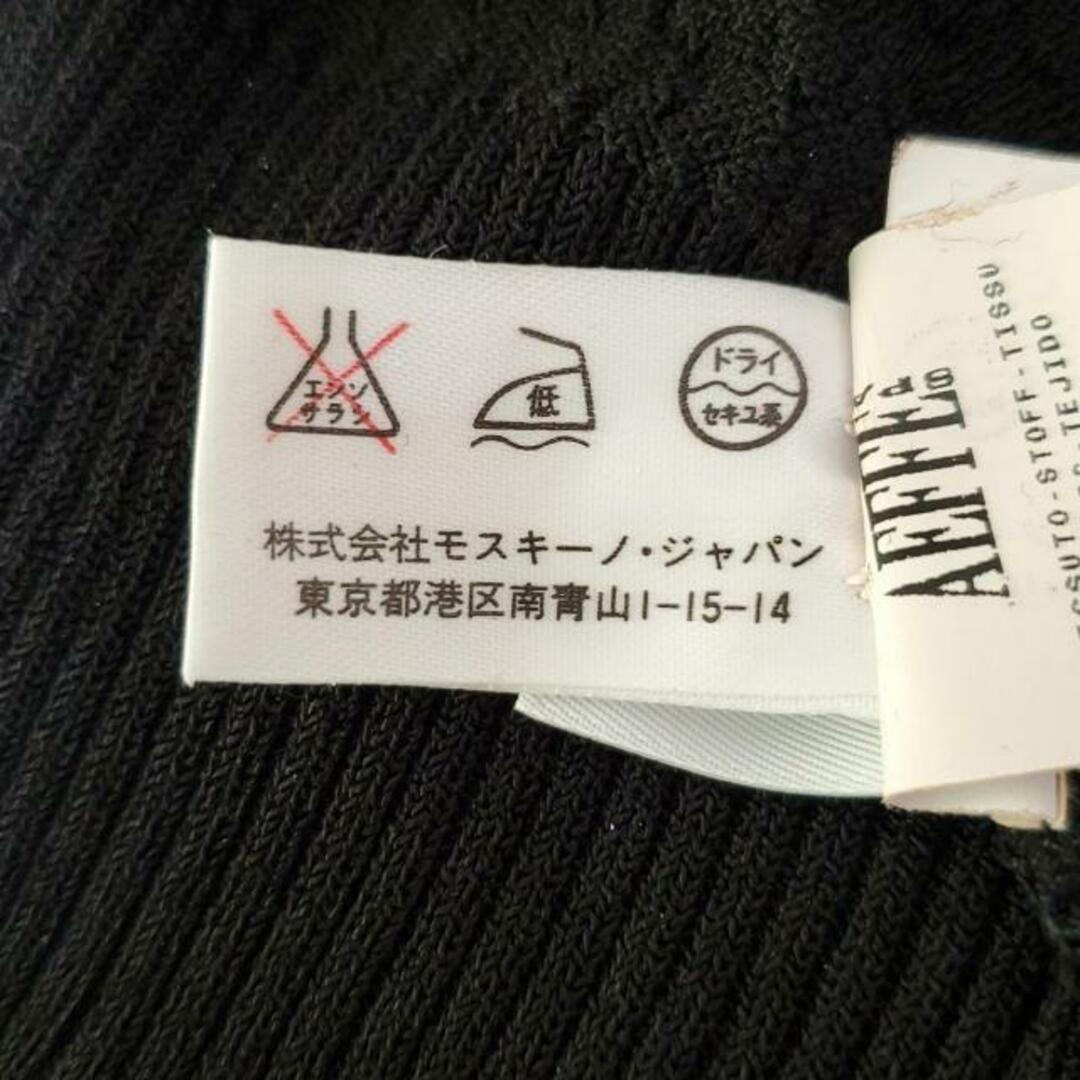 エンソ
サラシ
低
ドライ
セキユ系
株式会社モスキーノ・ジャパン
東京都港区南青山1-15-14
AEFFE
STOFF-TISSU
TEJIDO